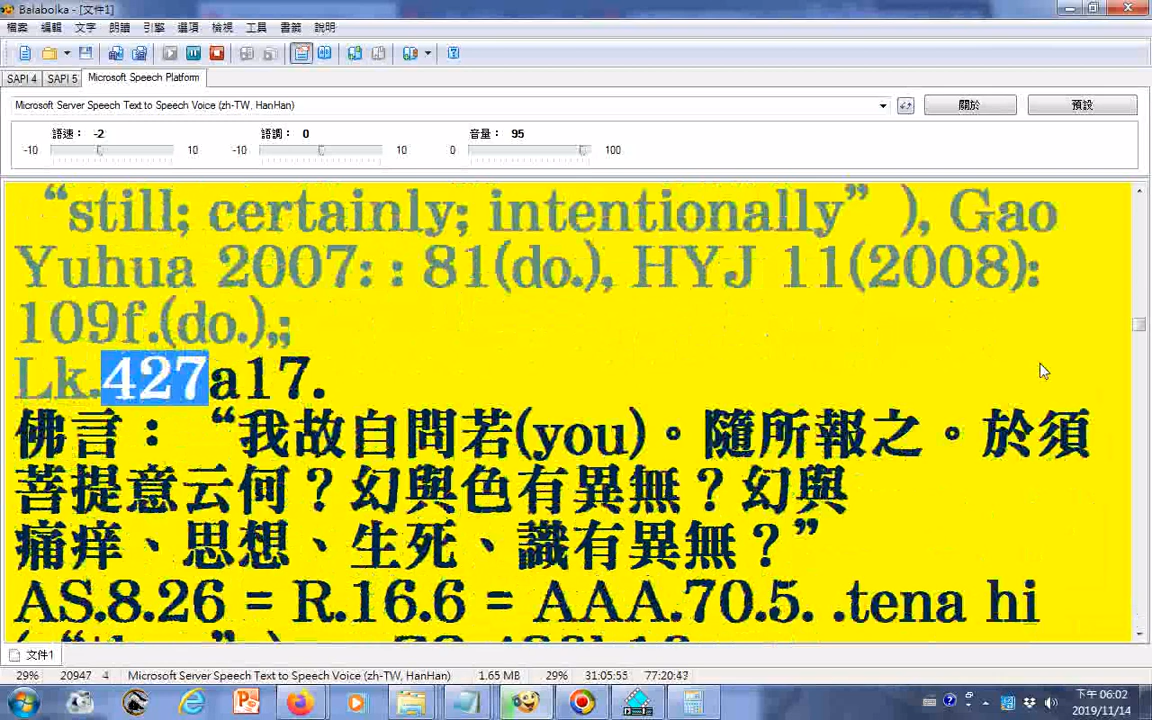 Balabolka - [文件1]
檔案 編輯 文字 朗讀 引擎 選項 檢視 工具 書籤 說明
SAPI 4 SAPI 5 Microsoft Speech Platform
Microsoft Server Speech Text to Speech Voice (zh-TW, HanHan) 關於 預設
語速： -2 語調： 0 音量： 95
-10 10 -10 10 0 100
“still; certainly; intentionally” ), Gao
Yuhua 2007: : 81(do.), HYJ 11(2008):
109f.(do.),;
Lk.427a17.
佛言：“我故自問若(you)。隨所報之。於須
菩提意云何？幻與色有異無？幻與
痛痒、思想、生死、識有異無？”
AS.8.26 = R.16.6 = AAA.70.5. .tena hi
文件1
29% 20947 4 Microsoft Server Speech Text to Speech Voice (zh-TW, HanHan) 1.65 MB 29% 31:05:53 77:20:43
下午 06:02
2019/11/14